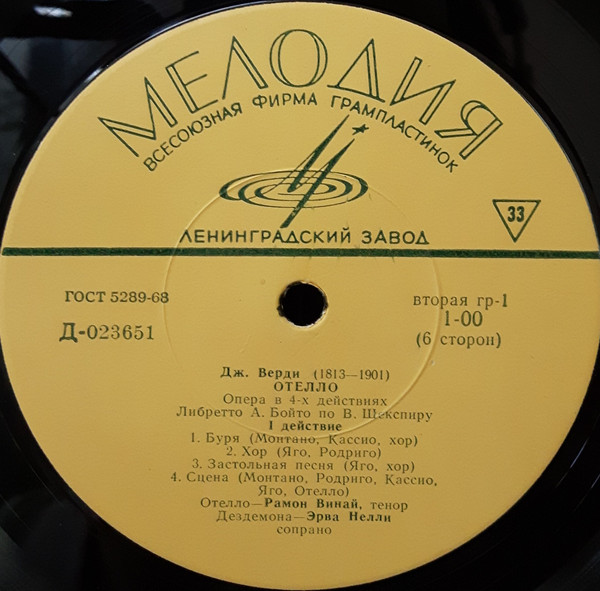 МЕЛОДИЯ
ВСЕСОЮЗНАЯ ФИРМА ГРАМПЛАСТИНОК
33
ЛЕНИНГРАДСКИЙ ЗАВОД
ГОСТ 5289-68
вторая гр-1
Д-023651
1-00
(6 сторон)
Дж. Верди (1813—1901)
ОТЕЛЛО
Опера в 4-х действиях
Либретто А. Бойто по В. Шекспиру
I действие
1. Буря (Монтано, Кассио, хор)
2. Хор (Яго, Родриго)
3. Застольная песня (Яго, хор)
4. Сцена (Монтано, Родриго, Кассио,
Яго, Отелло)
Отелло—Рамон Винай, тенор
Дездемона—Эрва Нелли
сопрано